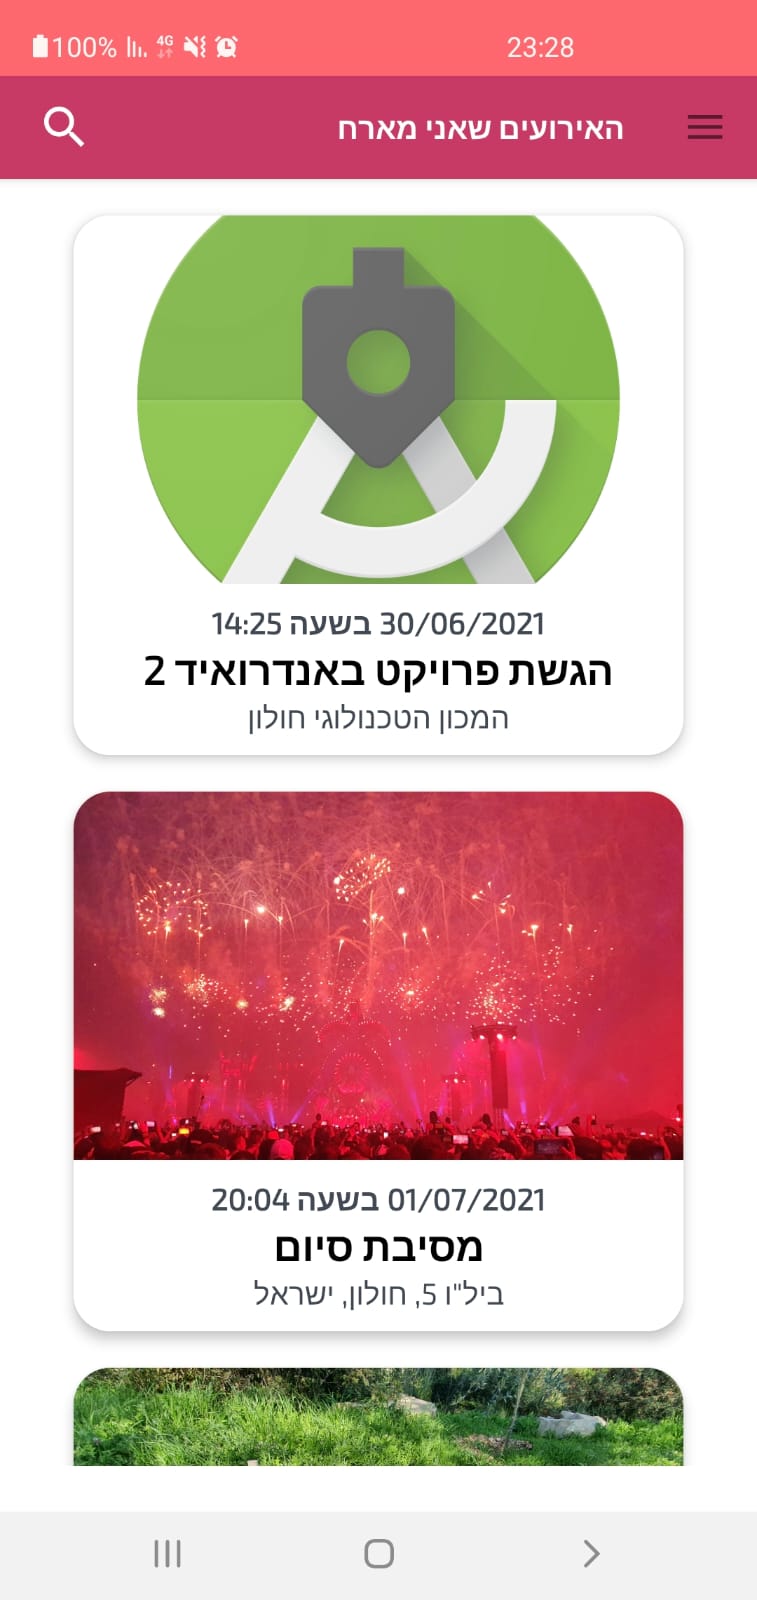 100% 4G 23:28
האירועים שאני מארח
30/06/2021 בשעה 14:25
הגשת פרויקט באנדרואיד 2
המכון הטכנולוגי חולון
01/07/2021 בשעה 20:04
מסיבת סיום
ביל"ו 5, חולון, ישראל